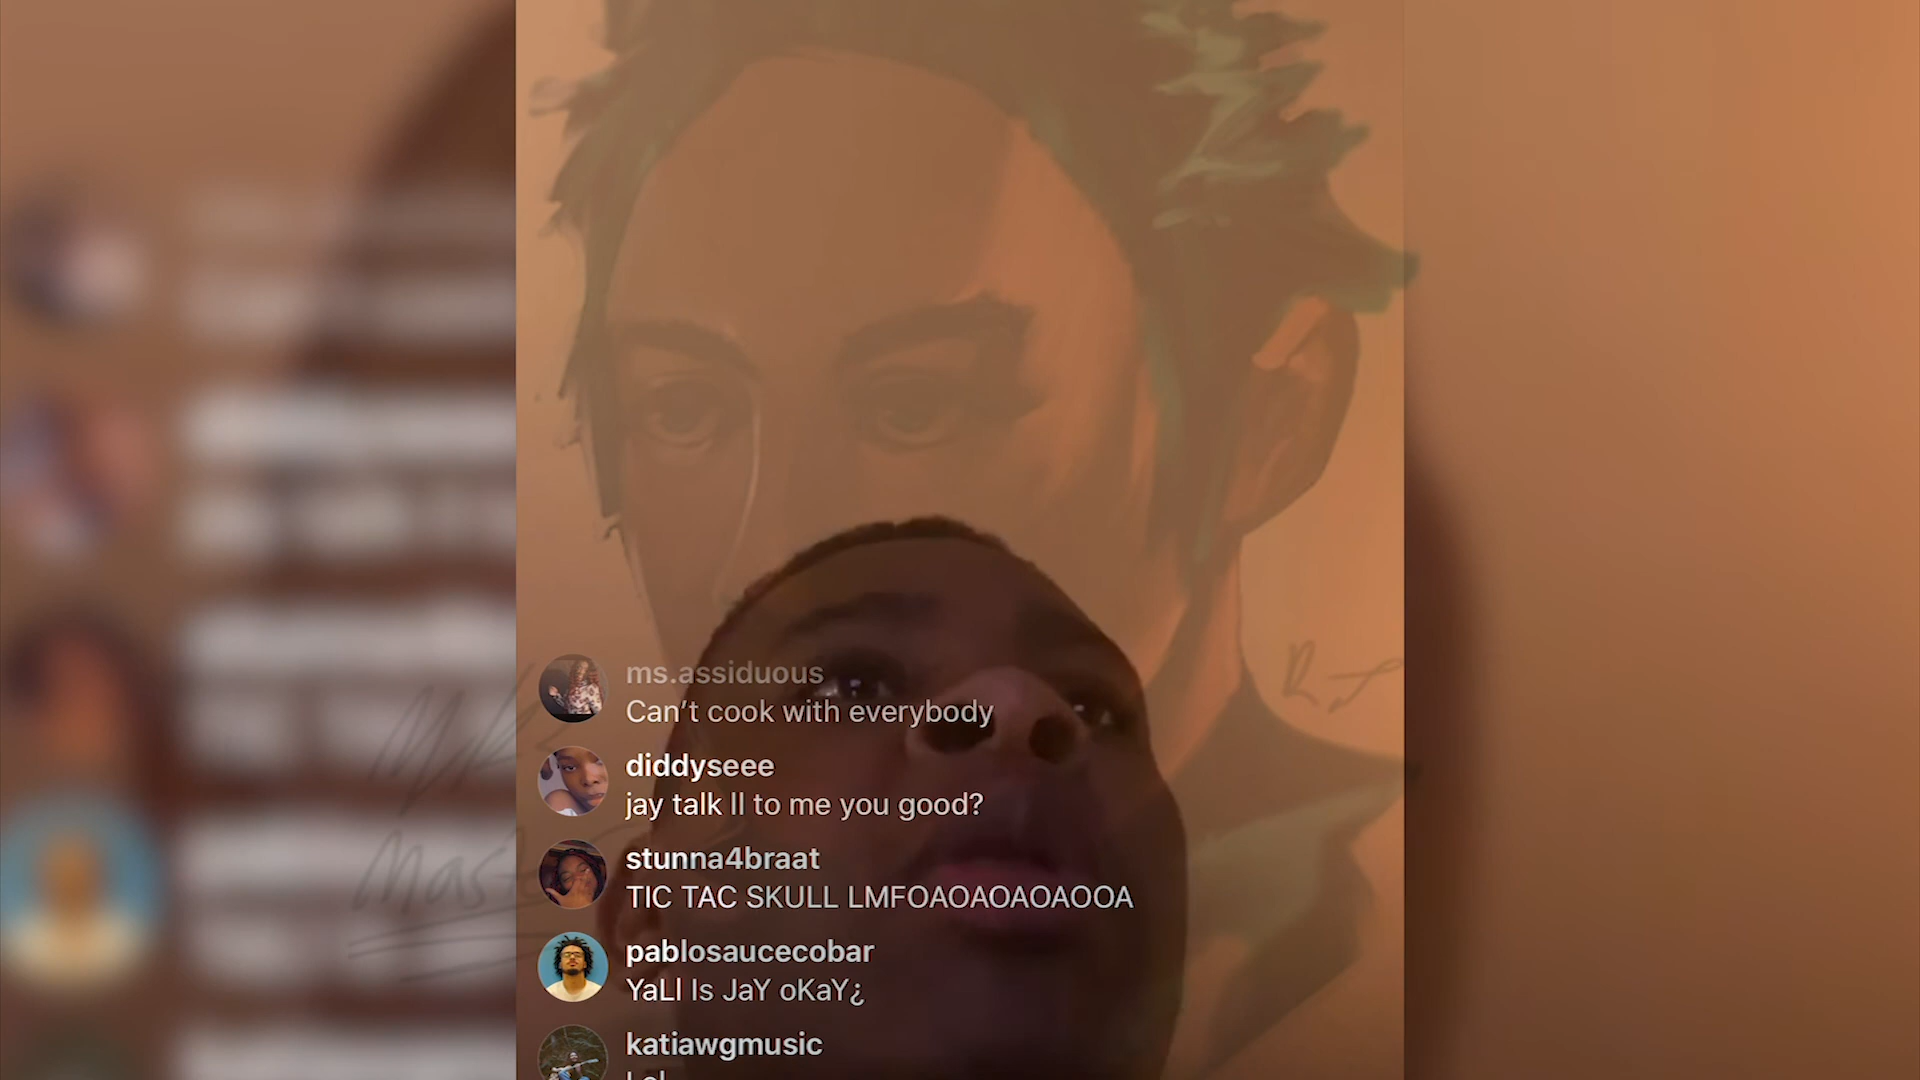 ms.assiduous
Can’t cook with everybody
diddyseee
jay talk ll to me you good?
stunna4braat
TIC TAC SKULL LMFOAOAOAOAOOA
pablosaucecobar
YaLl Is JaY oKaY¿
katiawgmusic